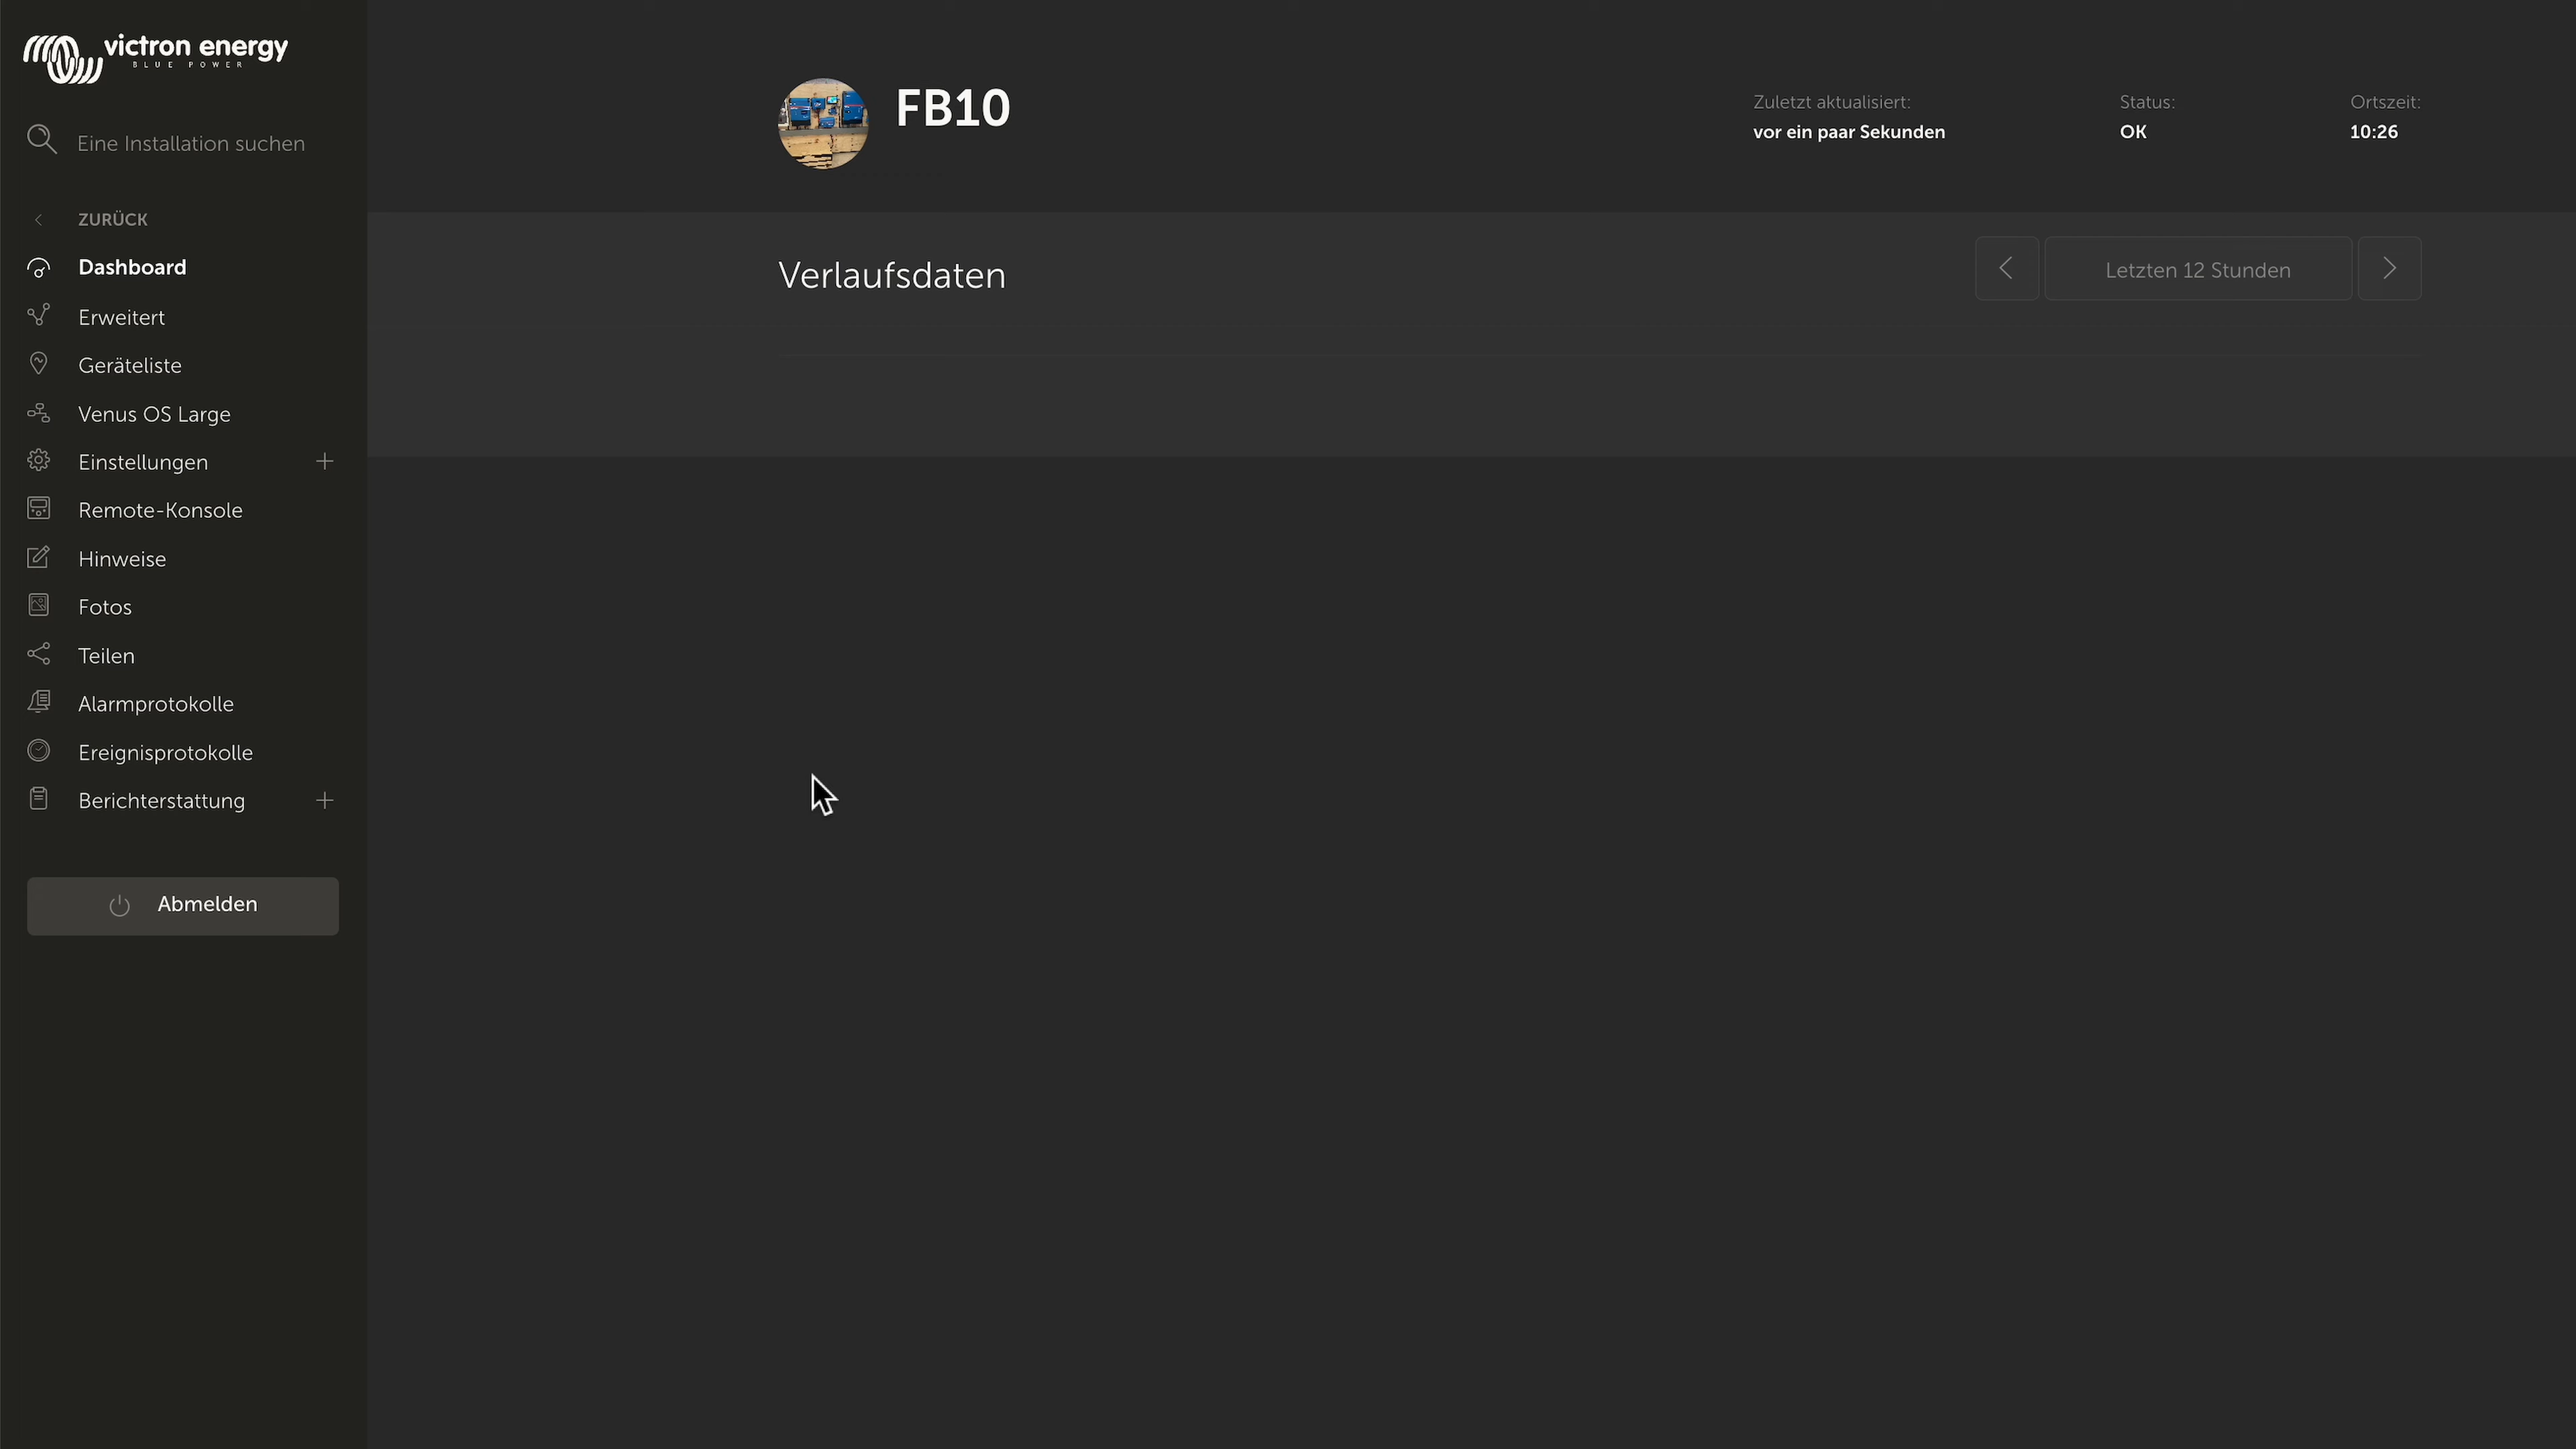 victron energy
BLUE POWER
Eine Installation suchen
ZURÜCK
Dashboard
Erweitert
Geräteliste
Venus OS Large
Einstellungen
Remote-Konsole
Hinweise
Fotos
Teilen
Alarmprotokolle
Ereignisprotokolle
Berichterstattung
Abmelden
FB10
Zuletzt aktualisiert:
vor ein paar Sekunden
Status:
OK
Ortszeit:
10:26
Verlaufsdaten
Letzten 12 Stunden